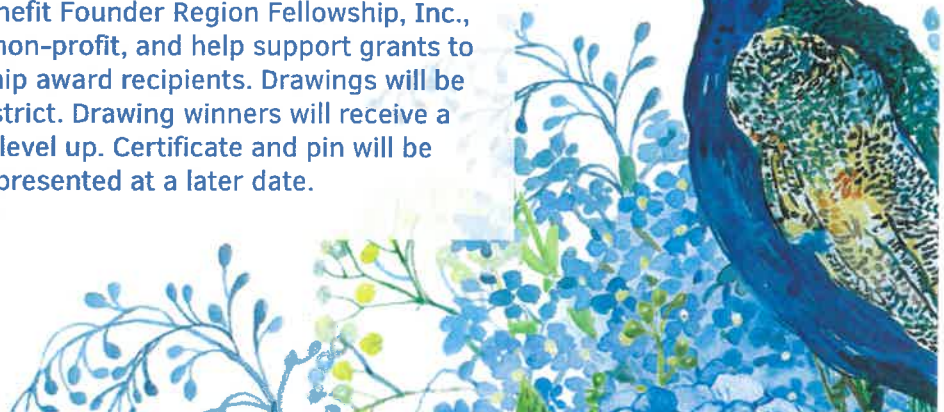 nefit Founder Region Fellowship, Inc.,
non-profit, and help support grants to
hip award recipients. Drawings will be
strict. Drawing winners will receive a
level up. Certificate and pin will be
presented at a later date.